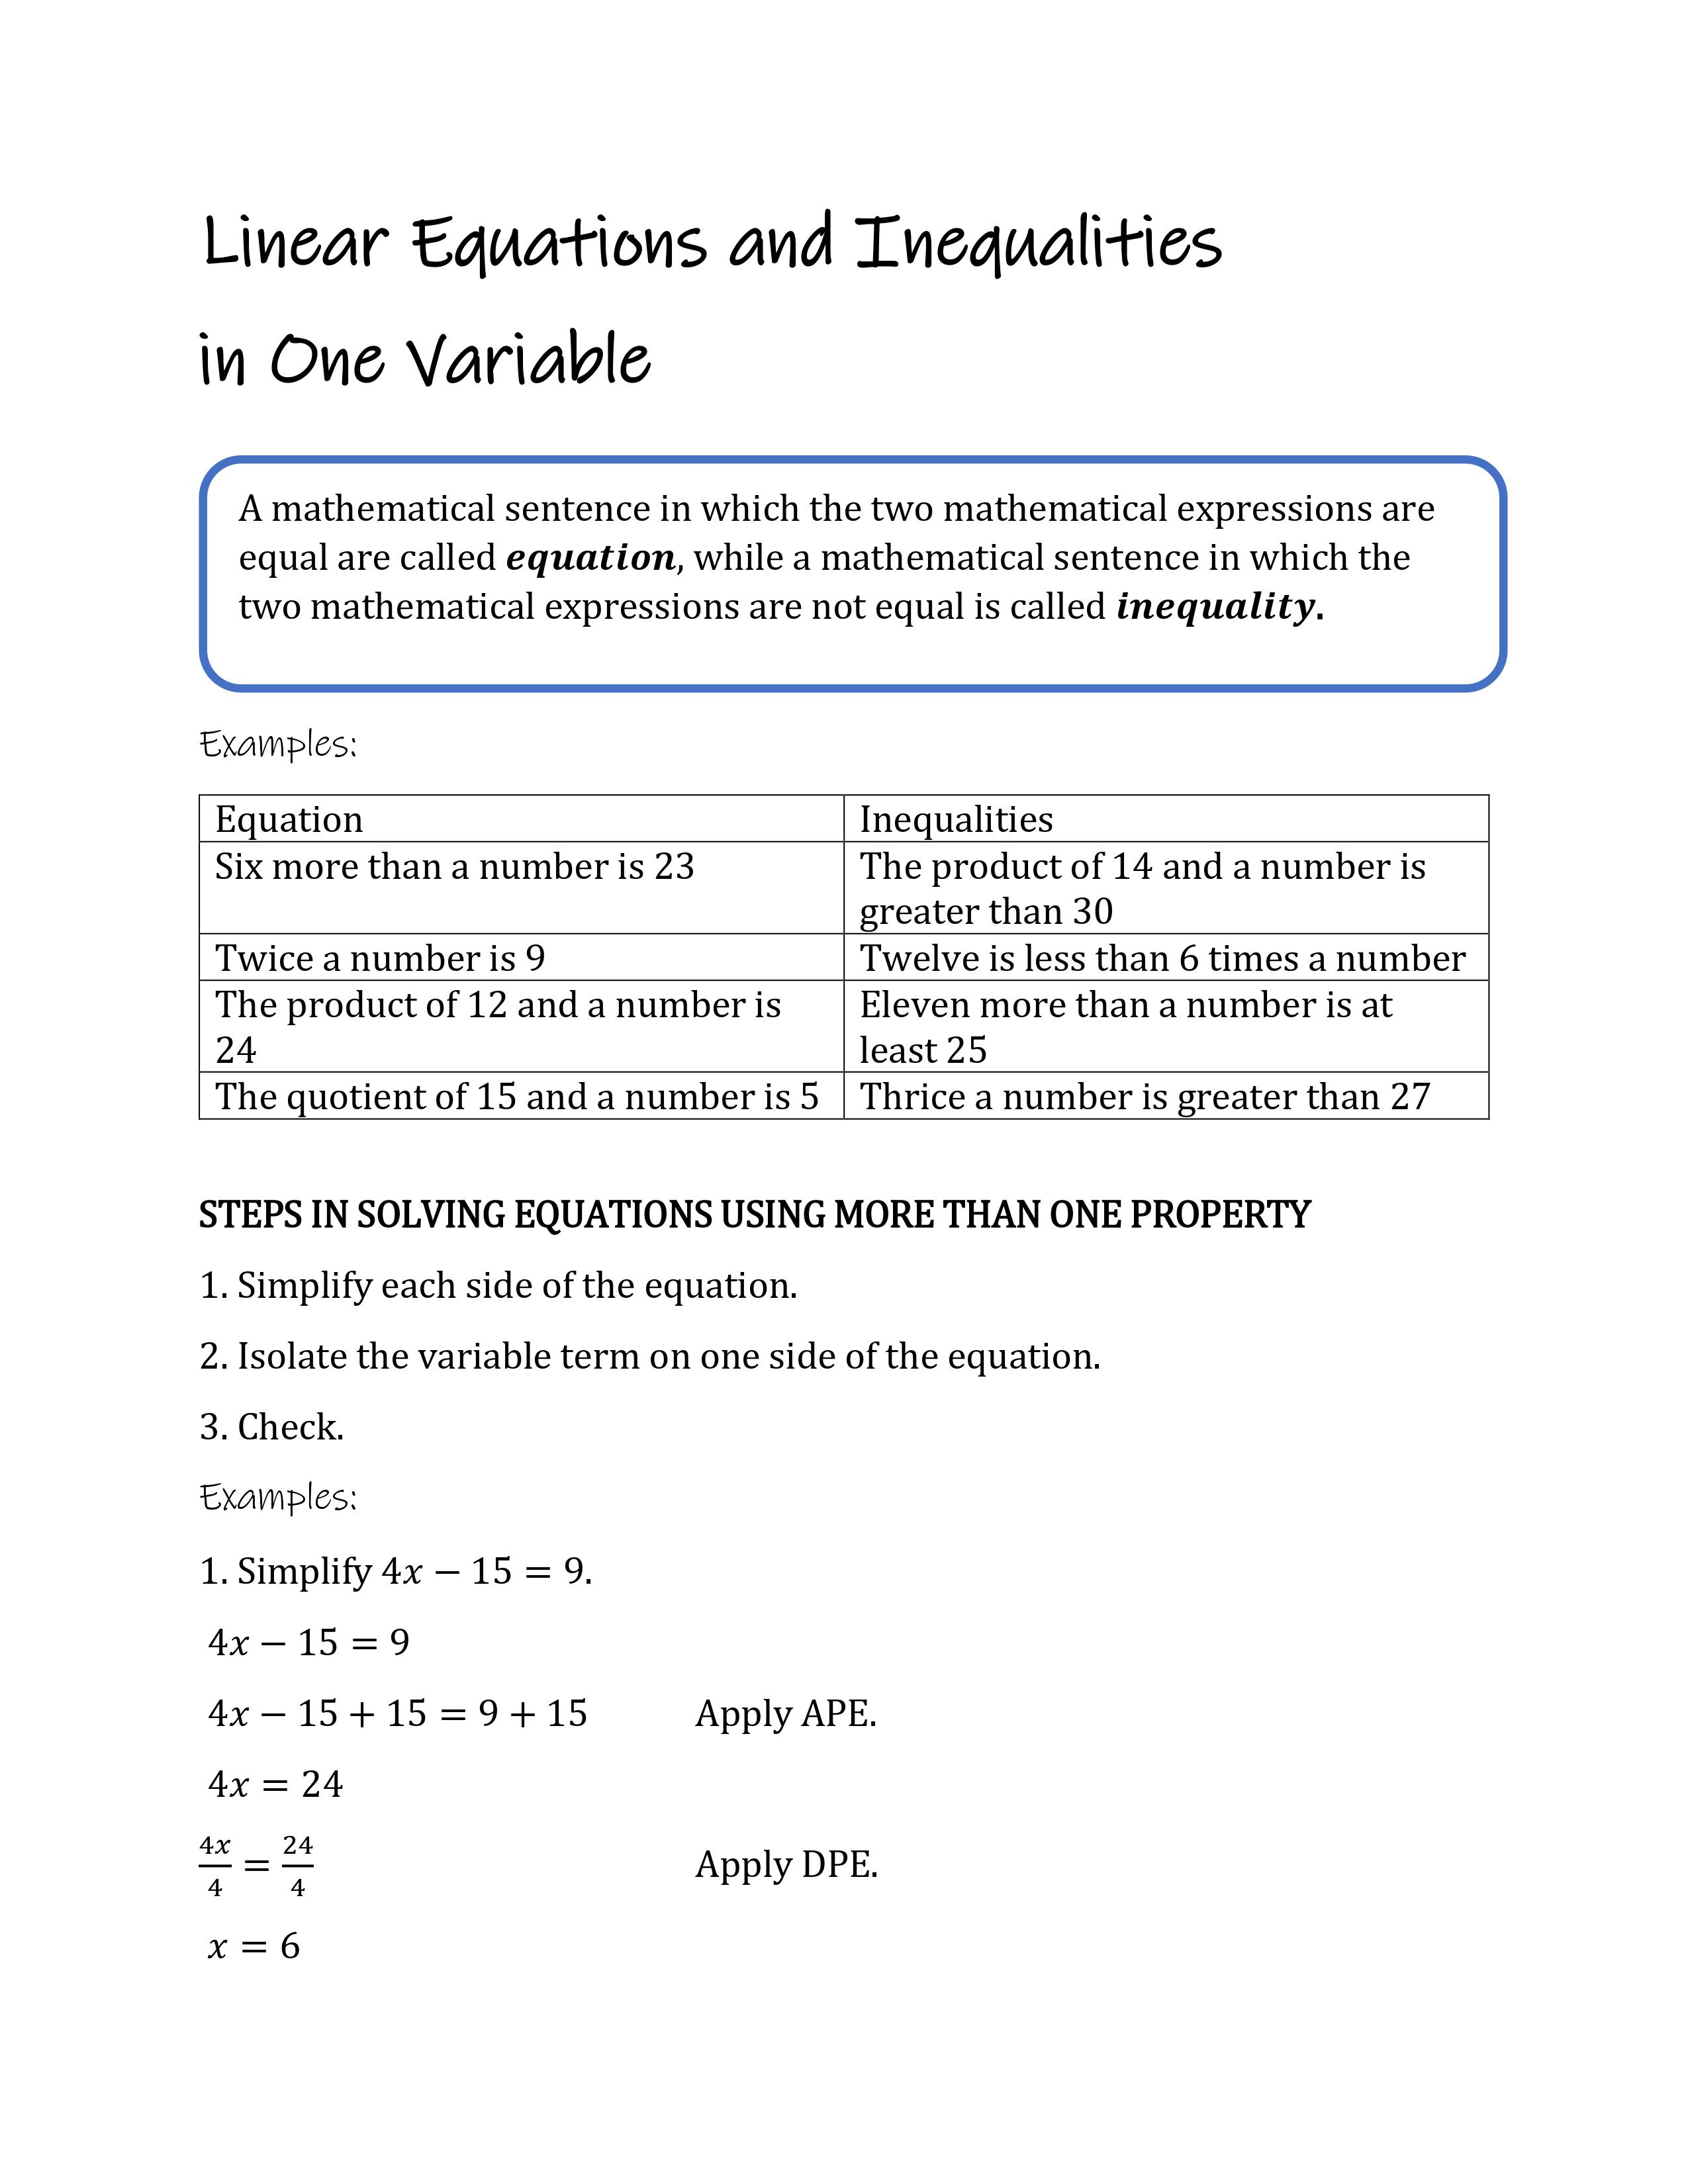 Linear Equations and Inequalities
in One Variable
A mathematical sentence in which the two mathematical expressions are
equal are called equation, while a mathematical sentence in which the
two mathematical expressions are not equal is called inequality.
Examples:
Equation
Inequalities
Six more than a number is 23
The product of 14 and a number is
greater than 30
Twice a number is 9
Twelve is less than 6 times a number
The product of 12 and a number is
24
Eleven more than a number is at
least 25
The quotient of 15 and a number is 5
Thrice a number is greater than 27
STEPS IN SOLVING EQUATIONS USING MORE THAN ONE PROPERTY
1. Simplify each side of the equation.
2. Isolate the variable term on one side of the equation.
3. Check.
Examples:
1. Simplify 4x − 15 = 9.
4x − 15 = 9
4x − 15 + 15 = 9 + 15 Apply APE.
4x = 24
4x/4 = 24/4 Apply DPE.
x = 6